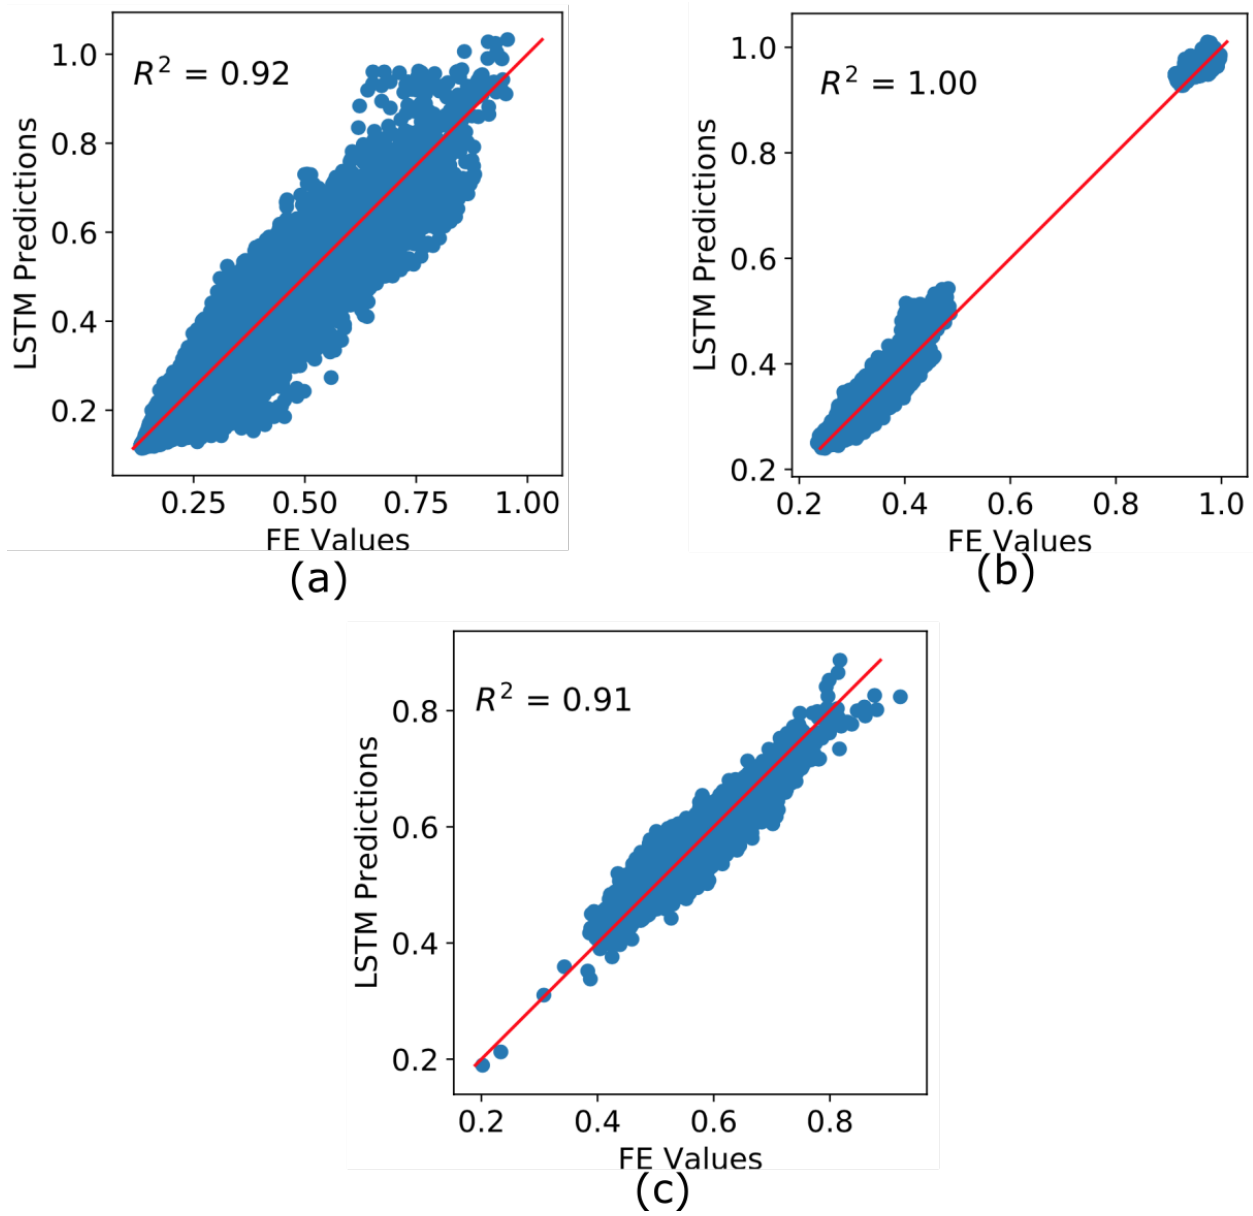 R² = 0.92
LSTM Predictions
1.0
0.8
0.6
0.4
0.2
0.25 0.50 0.75 1.00
FE Values
(a)
R² = 1.00
LSTM Predictions
1.0
0.8
0.6
0.4
0.2
0.2 0.4 0.6 0.8 1.0
FE Values
(b)
R² = 0.91
LSTM Predictions
0.8
0.6
0.4
0.2
0.2 0.4 0.6 0.8
FE Values
(c)